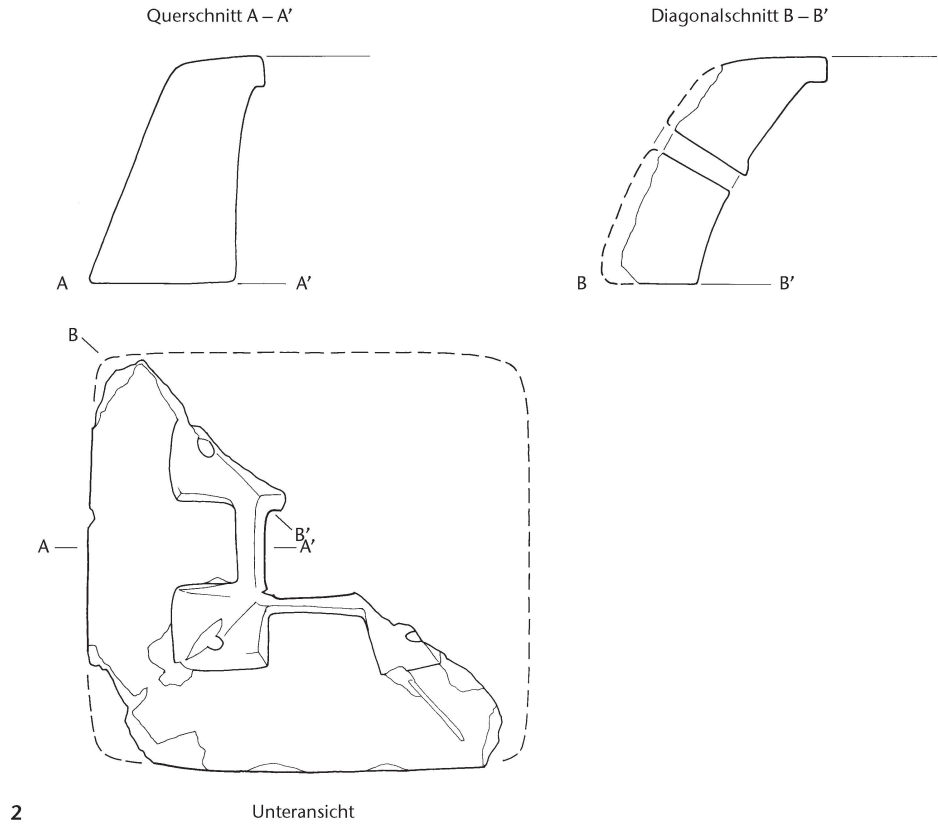 Querschnitt A – A′
Diagonalschnitt B – B′
A
A′
B
B′
B
A
B′
A′
2
Unteransicht